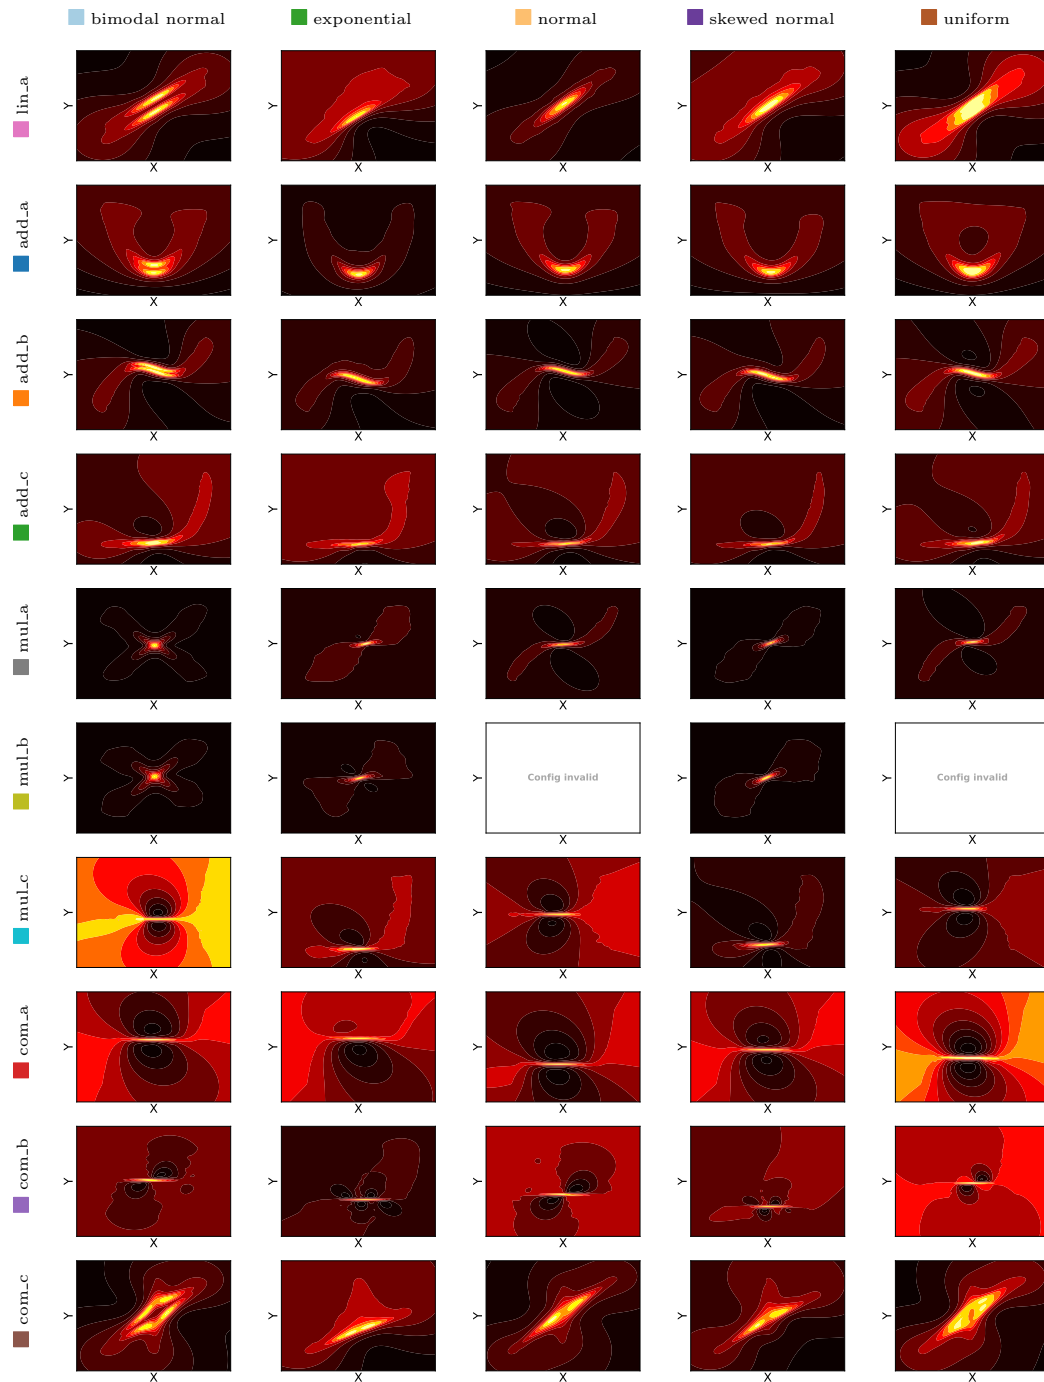 bimodal normal exponential normal skewed normal uniform
lin_a
Y Y Y Y Y
X X X X X
add_a
Y Y Y Y Y
X X X X X
add_b
Y Y Y Y Y
X X X X X
add_c
Y Y Y Y Y
X X X X X
mul_a
Y Y Y Y Y
X X X X X
mul_b
Y Y Y Config invalid Y Y Config invalid
X X X X X
mul_c
Y Y Y Y Y
X X X X X
com_a
Y Y Y Y Y
X X X X X
com_b
Y Y Y Y Y
X X X X X
com_c
Y Y Y Y Y
X X X X X